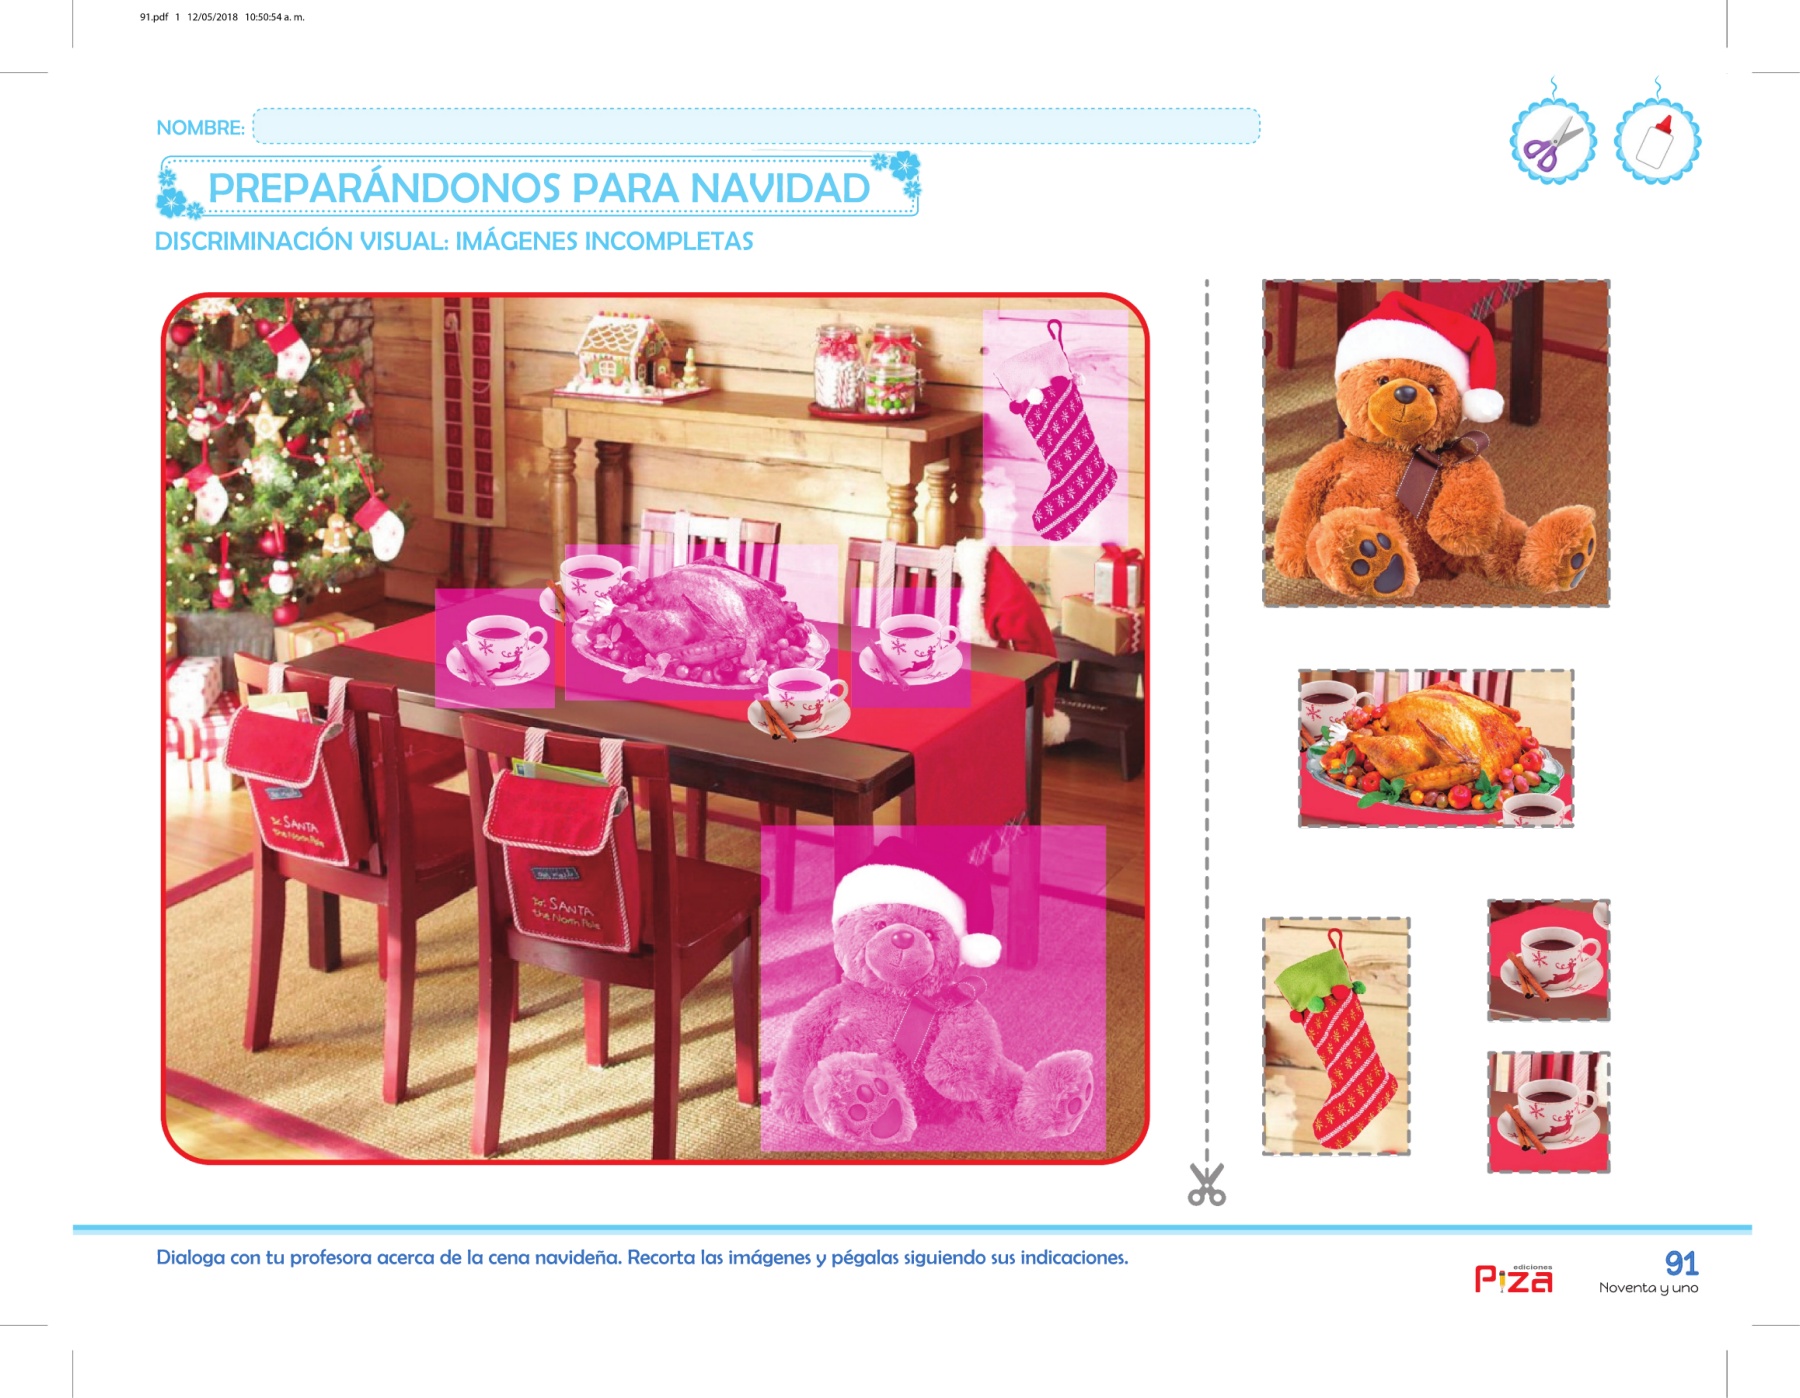 91.pdf 1 12/05/2018 10:50:54 a. m.
NOMBRE:
PREPARÁNDONOS PARA NAVIDAD
DISCRIMINACIÓN VISUAL: IMÁGENES INCOMPLETAS
To: SANTA
the North Pole
To: SANTA
the North Pole
Dialoga con tu profesora acerca de la cena navideña. Recorta las imágenes y pégalas siguiendo sus indicaciones.
ediciones
Piza
91
Noventa y uno